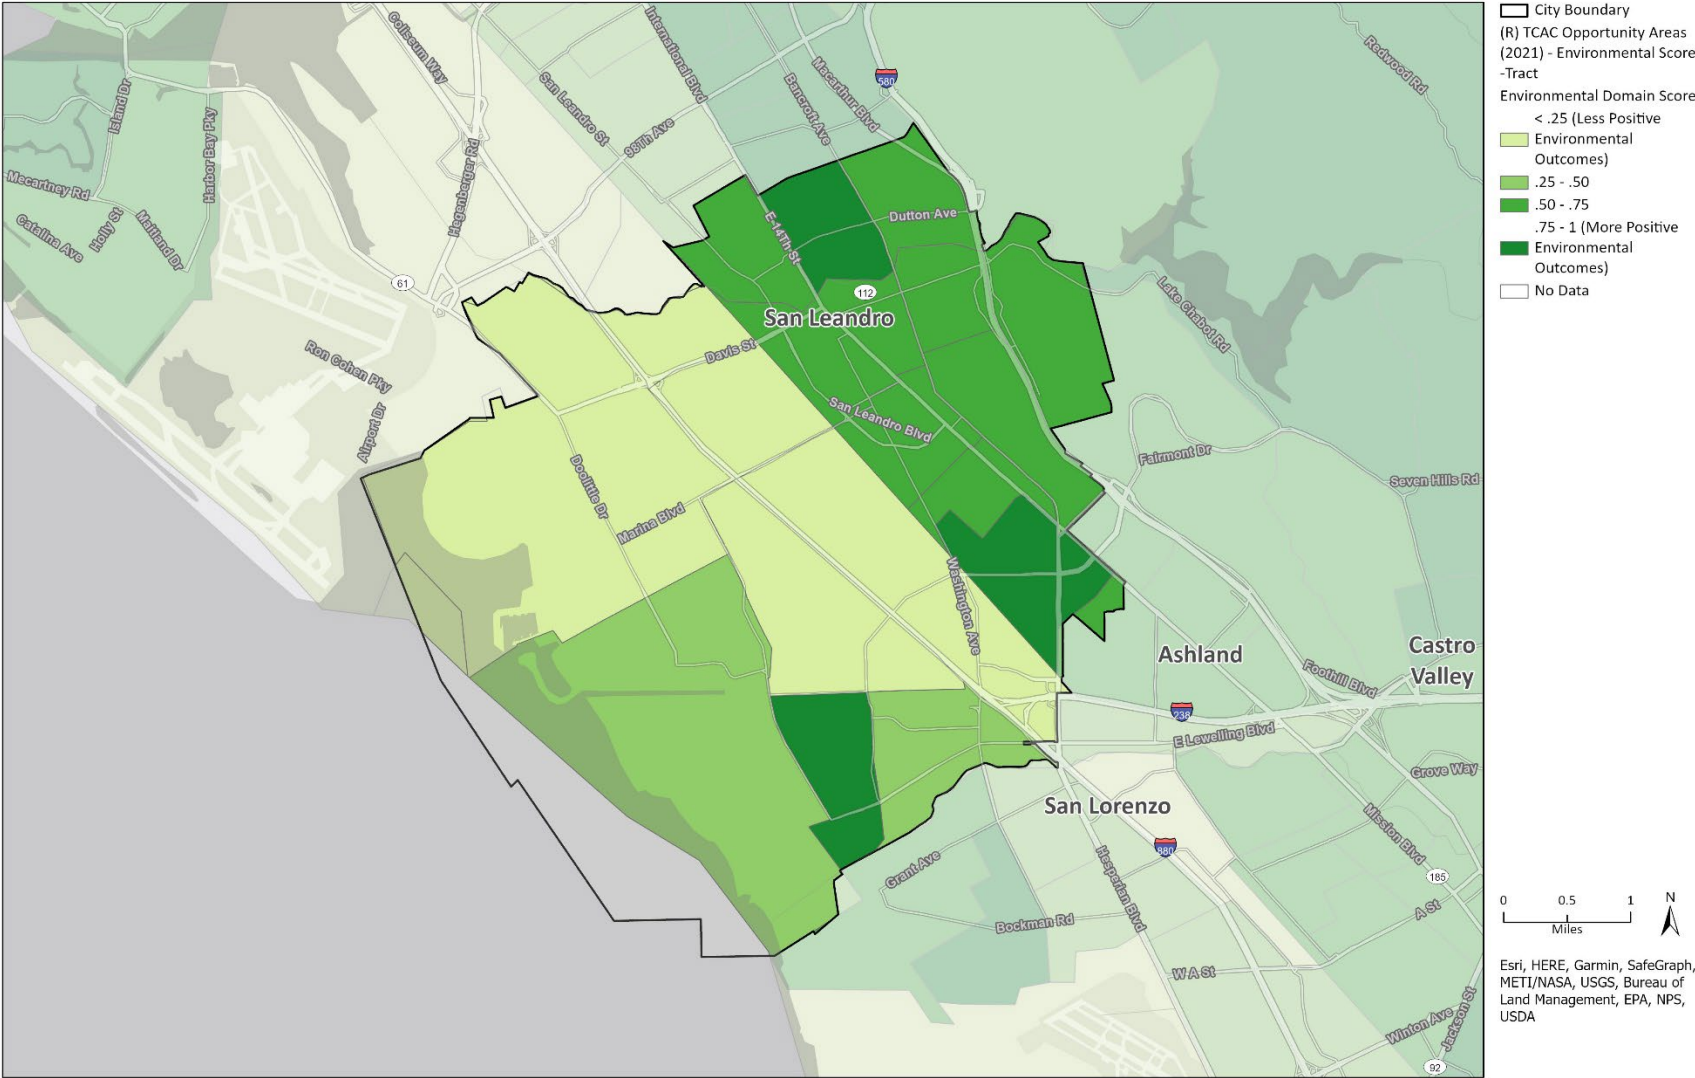 City Boundary
(R) TCAC Opportunity Areas
(2021) - Environmental Score
-Tract
Environmental Domain Score
< .25 (Less Positive
Environmental
Outcomes)
.25 - .50
.50 - .75
.75 - 1 (More Positive
Environmental
Outcomes)
No Data
Coliseum Way
International Blvd
San Leandro St
Bancroft Ave
Macarthur Blvd
580
Redwood Rd
Island Dr
Harbor Bay Pky
98Th Ave
Hegenberger Rd
Mecartney Rd
Holly St
Catalina Ave
Maitland Dr
E 14Th St
Dutton Ave
61
112
San Leandro
Lake Chabot Rd
Davis St
Ron Cohen Pky
Airport Dr
San Leandro Blvd
Fairmont Dr
Seven Hills Rd
Doolittle Dr
Marina Blvd
Washington Ave
Ashland
Castro
Valley
Foothill Blvd
238
E Lewelling Blvd
Grove Way
San Lorenzo
Mission Blvd
880
Grant Ave
Hesperian Blvd
185
A St
Bockman Rd
W A St
Winton Ave
Jackson St
92
0 0.5 1
Miles
N
Esri, HERE, Garmin, SafeGraph,
METI/NASA, USGS, Bureau of
Land Management, EPA, NPS,
USDA